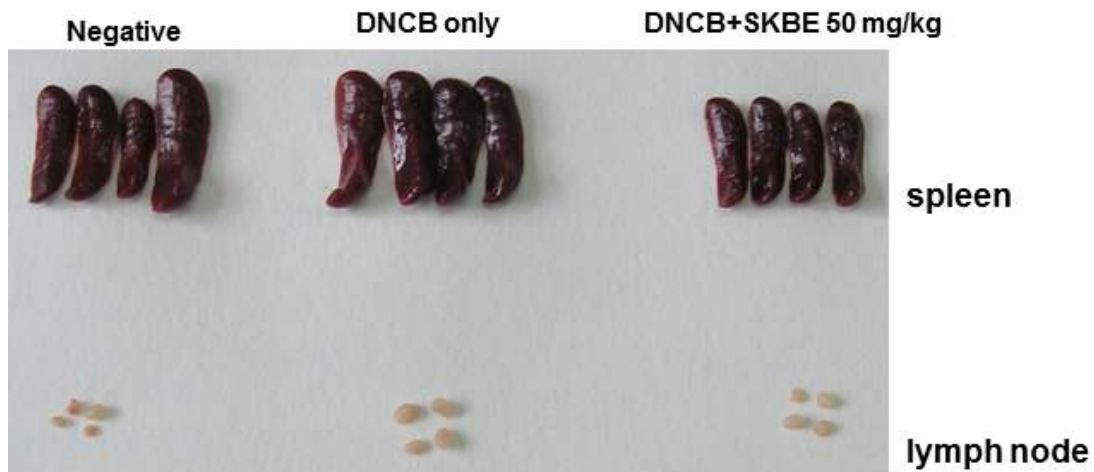 Negative
DNCB only
DNCB+SKBE 50 mg/kg
spleen
lymph node